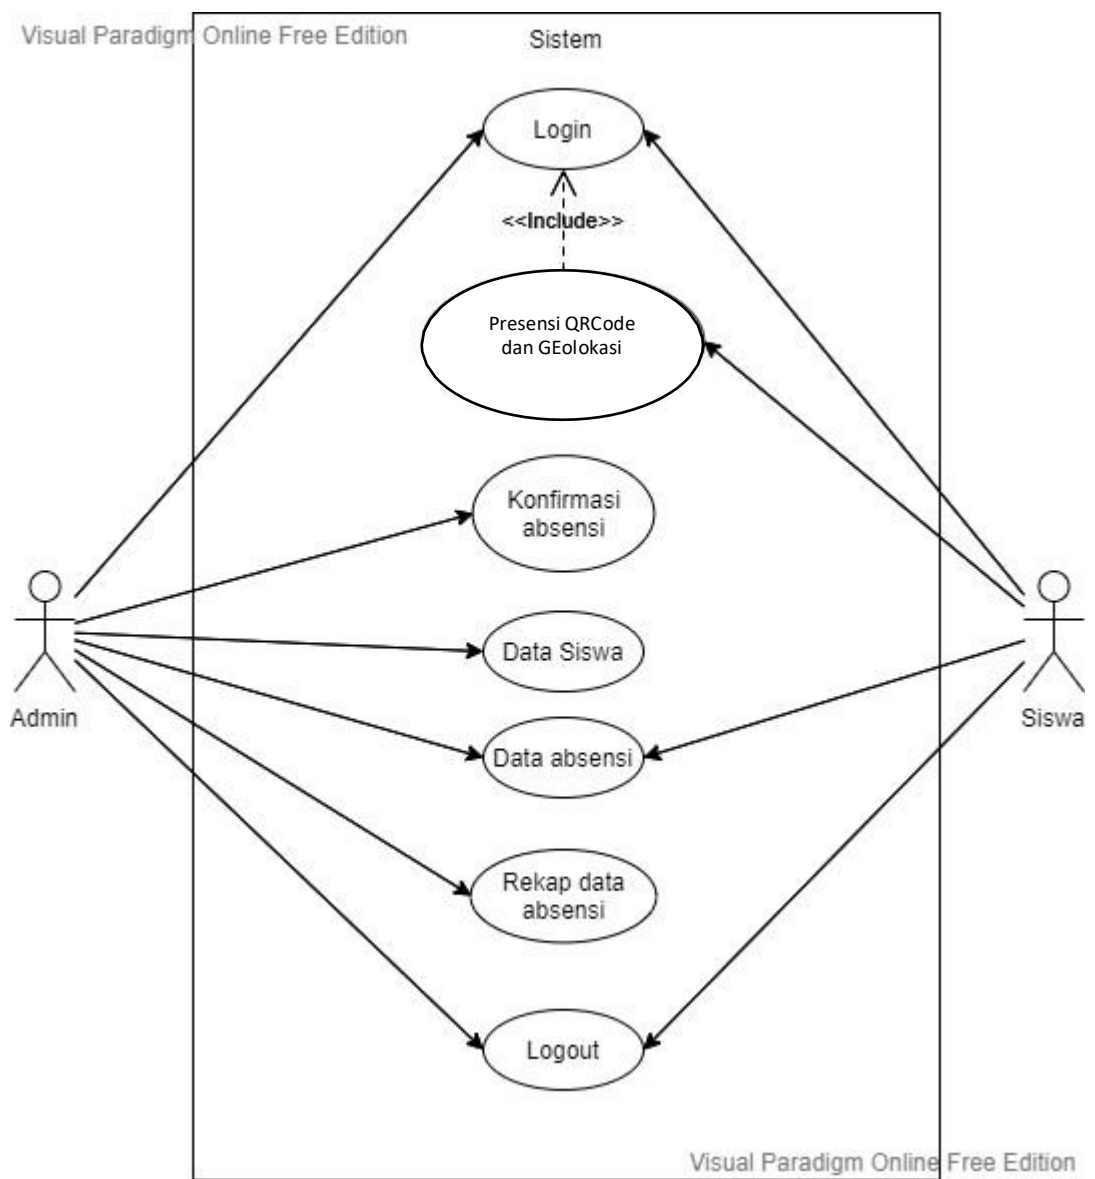 Visual Paradigm Online Free Edition
Sistem
Login
<<Include>>
Presensi QRCode
dan GEolokasi
Konfirmasi
absensi
Data Siswa
Admin
Siswa
Data absensi
Rekap data
absensi
Logout
Visual Paradigm Online Free Edition